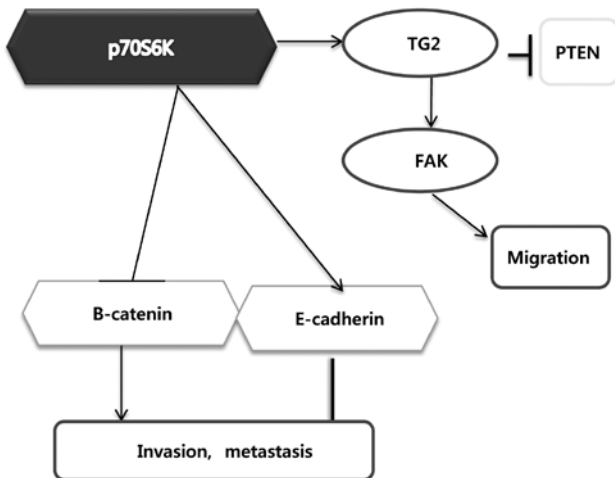 p70S6K
TG2
PTEN
FAK
Migration
B-catenin
E-cadherin
Invasion, metastasis